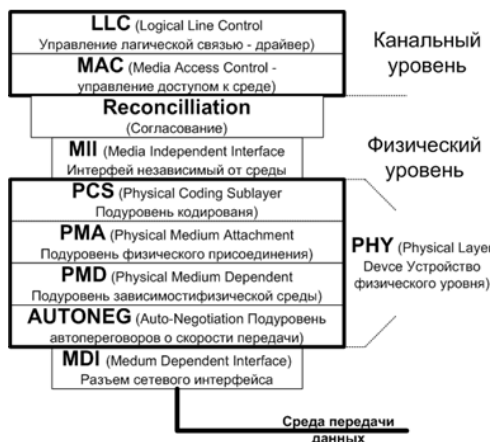 LLC (Logical Line Control
Управление лагической связью - драйвер)
MAC (Media Access Control -
управление доступом к среде)
Канальный
уровень
Reconcilliation
(Согласование)
MII (Media Independent Interface
Интерфей независимый от среды
Физический
уровень
PCS (Physical Coding Sublayer
Подуровень кодированя)
PMA (Physical Medium Attachment
Подуровень физического присоединения)
PMD (Physical Medium Dependent
Подуровень зависимостифизической среды)
AUTONEG (Auto-Negotiation Подуровень
автопереговоров о скорости передачи)
PHY (Physical Layer
Devce Устройство
физического уровня)
MDI (Medum Dependent Interface)
Разъем сетевого интерфейса
Среда передачи
данных